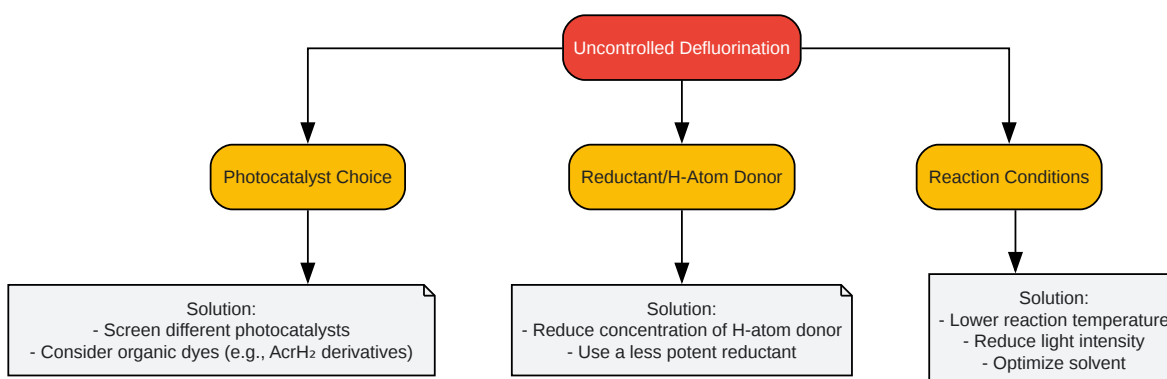 Uncontrolled Defluorination
Photocatalyst Choice
Reductant/H-Atom Donor
Reaction Conditions
Solution:
- Screen different photocatalysts
- Consider organic dyes (e.g., AcrH₂ derivatives)
Solution:
- Reduce concentration of H-atom donor
- Use a less potent reductant
Solution:
- Lower reaction temperature
- Reduce light intensity
- Optimize solvent